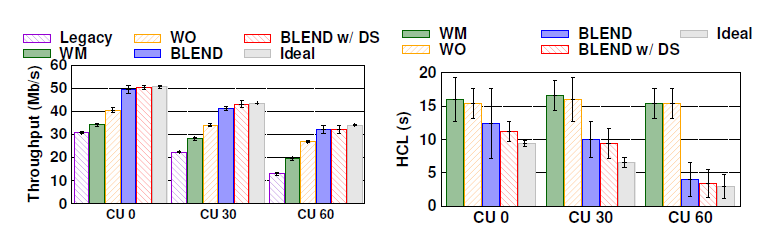 Legacy WO BLEND w/ DS
WM BLEND Ideal
Throughput (Mb/s)
60
50
40
30
20
10
0
CU 0 CU 30 CU 60
WM BLEND Ideal
WO BLEND w/ DS
HCL (s)
20
15
10
5
0
CU 0 CU 30 CU 60